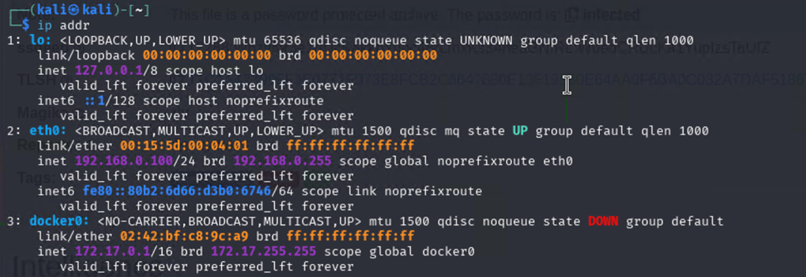 (kali㉿kali)-[~]
$ ip addr
This file is a password protected archive. The password is: infected
1: lo: <LOOPBACK,UP,LOWER_UP> mtu 65536 qdisc noqueue state UNKNOWN group default qlen 1000
link/loopback 00:00:00:00:00:00 brd 00:00:00:00:00:00
inet 127.0.0.1/8 scope host lo
valid_lft forever preferred_lft forever
inet6 ::1/128 scope host noprefixroute
valid_lft forever preferred_lft forever
2: eth0: <BROADCAST,MULTICAST,UP,LOWER_UP> mtu 1500 qdisc mq state UP group default qlen 1000
link/ether 00:15:5d:00:04:01 brd ff:ff:ff:ff:ff:ff
inet 192.168.0.100/24 brd 192.168.0.255 scope global noprefixroute eth0
valid_lft forever preferred_lft forever
inet6 fe80::80b2:6d66:d3b0:6746/64 scope link noprefixroute
valid_lft forever preferred_lft forever
3: docker0: <NO-CARRIER,BROADCAST,MULTICAST,UP> mtu 1500 qdisc noqueue state DOWN group default
link/ether 02:42:bf:c8:9c:a9 brd ff:ff:ff:ff:ff:ff
inet 172.17.0.1/16 brd 172.17.255.255 scope global docker0
valid_lft forever preferred_lft forever